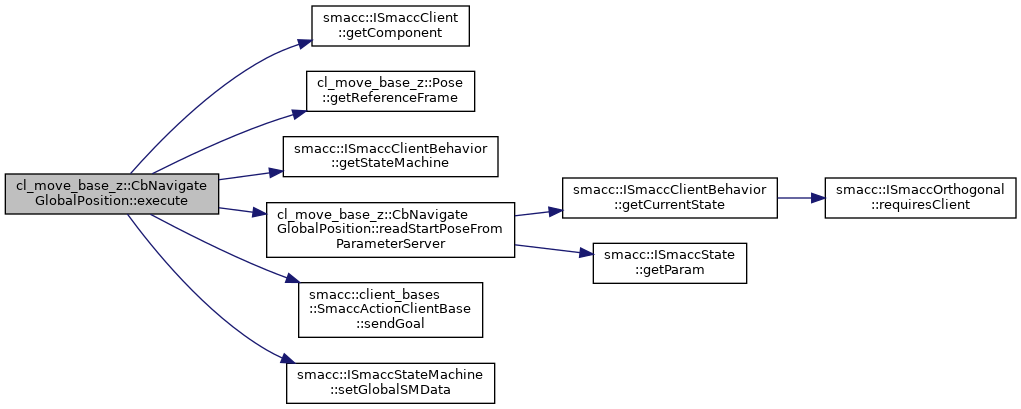 smacc::ISmaccClient
::getComponent
cl_move_base_z::Pose
::getReferenceFrame
smacc::ISmaccClientBehavior
::getStateMachine
cl_move_base_z::CbNavigate
GlobalPosition::execute
cl_move_base_z::CbNavigate
GlobalPosition::readStartPoseFrom
ParameterServer
smacc::ISmaccClientBehavior
::getCurrentState
smacc::ISmaccOrthogonal
::requiresClient
smacc::ISmaccState
::getParam
smacc::client_bases
::SmaccActionClientBase
::sendGoal
smacc::ISmaccStateMachine
::setGlobalSMData